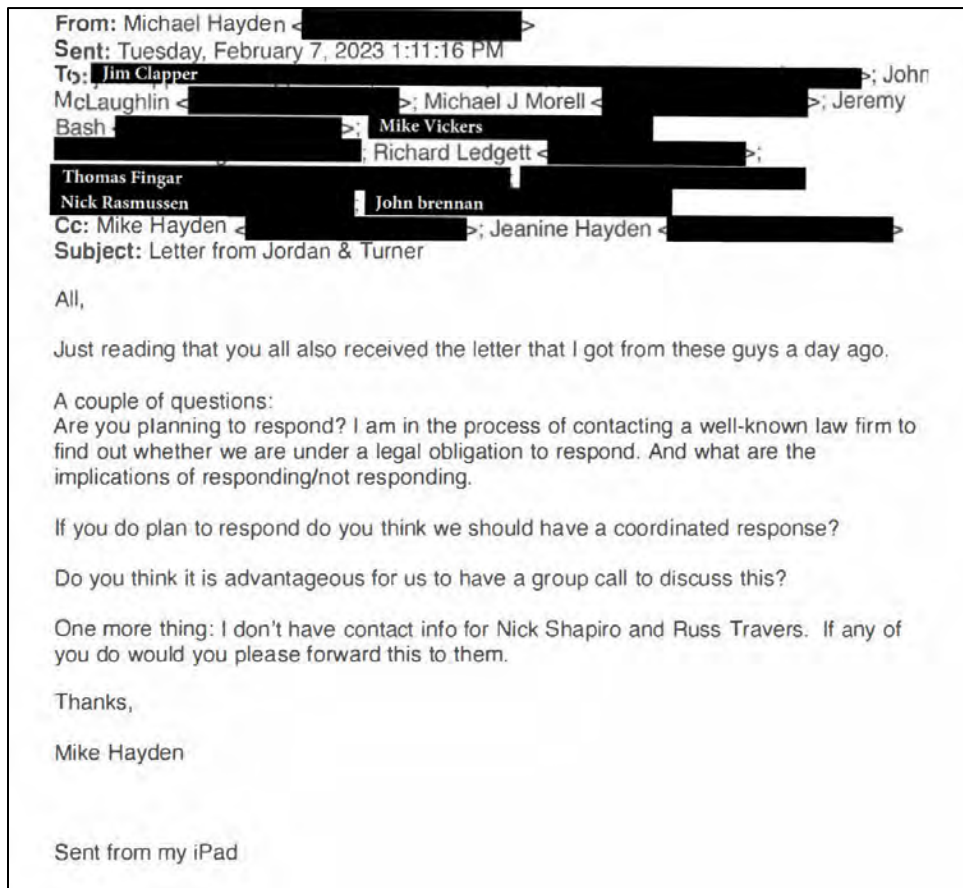 From: Michael Hayden < >
Sent: Tuesday, February 7, 2023 1:11:16 PM
To: Jim Clapper >; John
McLaughlin < >; Michael J Morell < >; Jeremy
Bash < >; Mike Vickers
; Richard Ledgett < >;
Thomas Fingar ;
Nick Rasmussen ; John brennan
Cc: Mike Hayden < >; Jeanine Hayden < >
Subject: Letter from Jordan & Turner
All,
Just reading that you all also received the letter that I got from these guys a day ago.
A couple of questions:
Are you planning to respond? I am in the process of contacting a well-known law firm to
find out whether we are under a legal obligation to respond. And what are the
implications of responding/not responding.
If you do plan to respond do you think we should have a coordinated response?
Do you think it is advantageous for us to have a group call to discuss this?
One more thing: I don't have contact info for Nick Shapiro and Russ Travers. If any of
you do would you please forward this to them.
Thanks,
Mike Hayden
Sent from my iPad